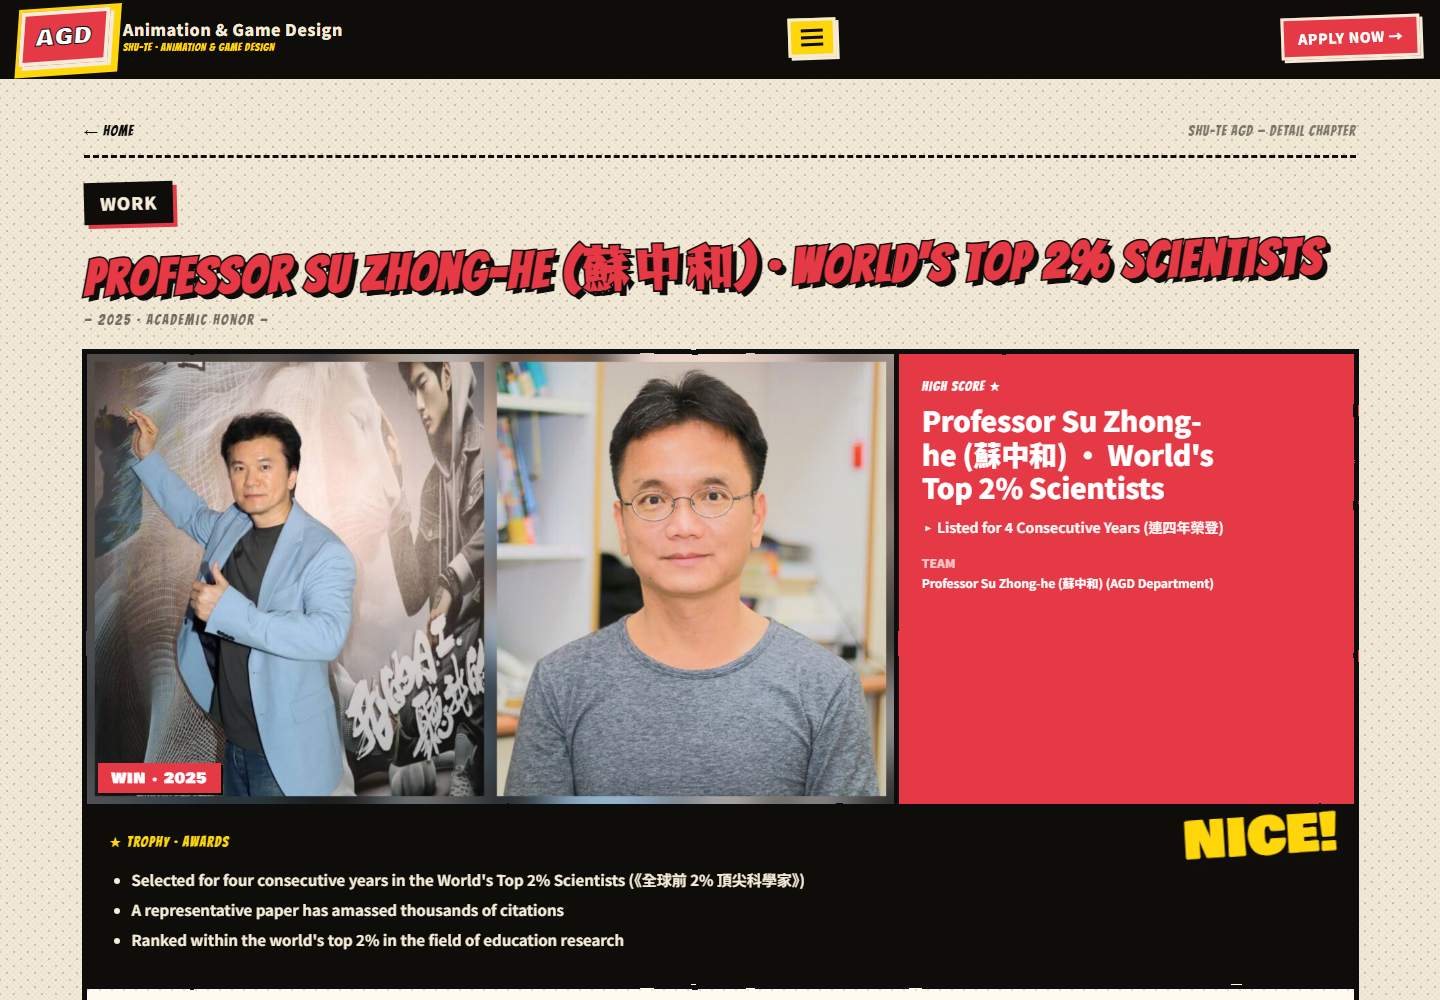 AGD
Animation & Game Design
SHU-TE · ANIMATION & GAME DESIGN
APPLY NOW →
← HOME
SHU-TE AGD — DETAIL CHAPTER
WORK
PROFESSOR SU ZHONG-HE (蘇中和) · WORLD'S TOP 2% SCIENTISTS
— 2025 · ACADEMIC HONOR —
WIN · 2025
HIGH SCORE ★
Professor Su Zhong-
he (蘇中和) · World's
Top 2% Scientists
▸ Listed for 4 Consecutive Years (連四年榮登)
TEAM
Professor Su Zhong-he (蘇中和) (AGD Department)
NICE!
★ TROPHY · AWARDS
• Selected for four consecutive years in the World's Top 2% Scientists (《全球前 2% 頂尖科學家》)
• A representative paper has amassed thousands of citations
• Ranked within the world's top 2% in the field of education research